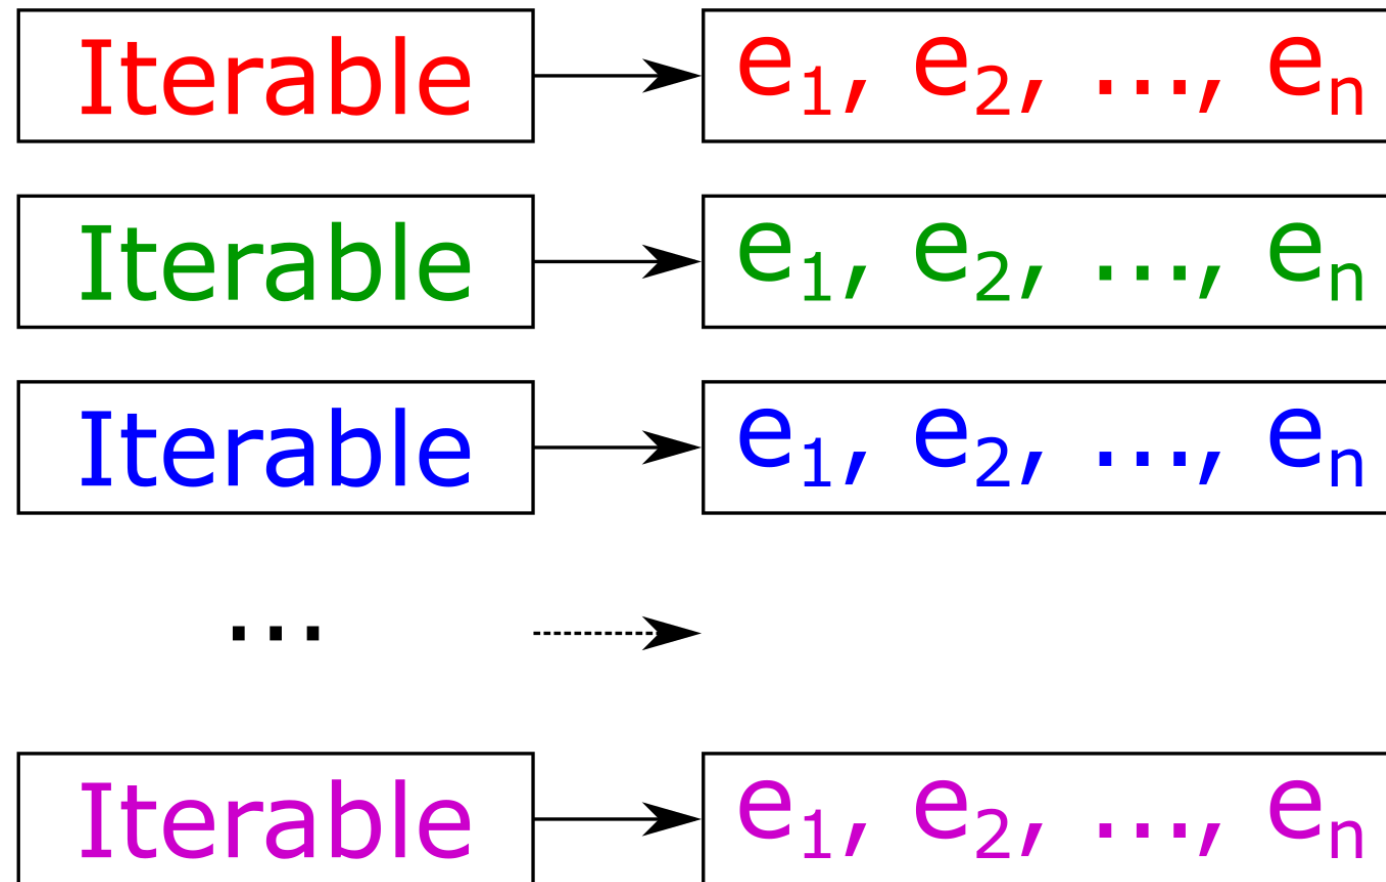 Iterable e₁, e₂, ..., eₙ
Iterable e₁, e₂, ..., eₙ
Iterable e₁, e₂, ..., eₙ
...
Iterable e₁, e₂, ..., eₙ